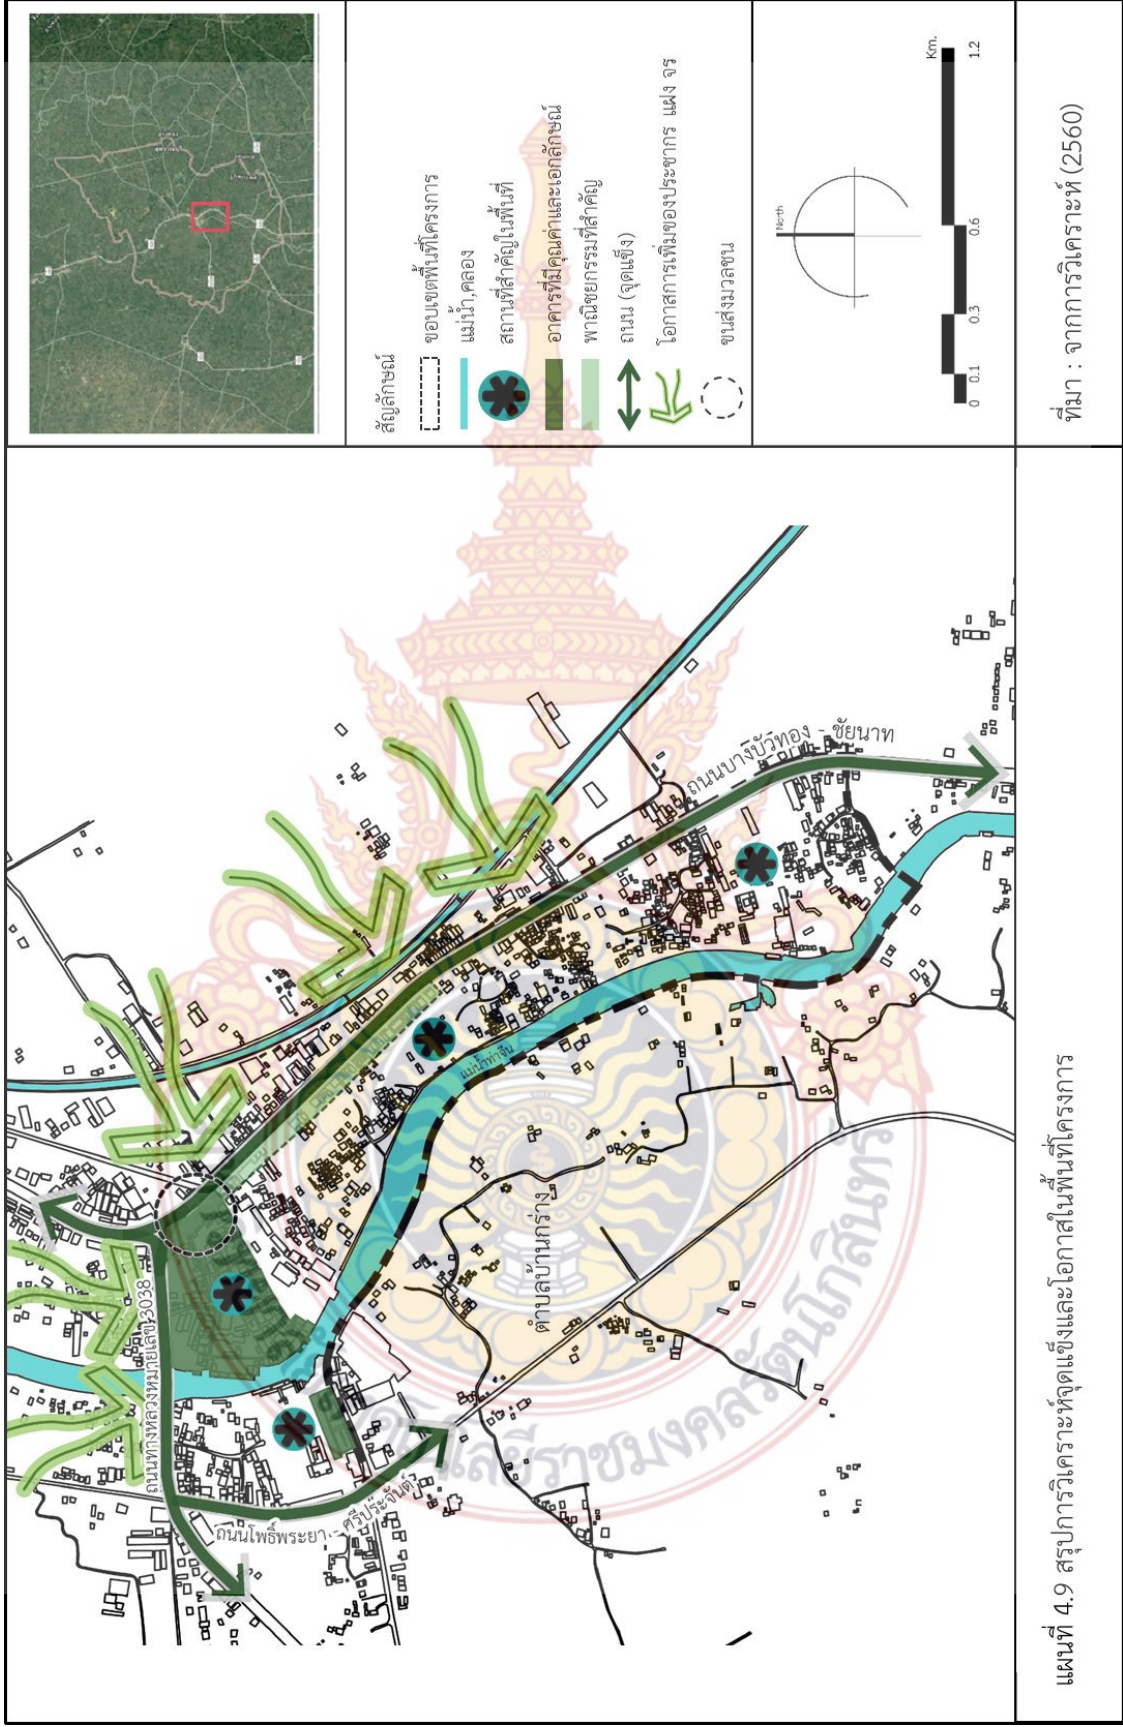 สัญลักษณ์
ขอบเขตพื้นที่โครงการ
แม่น้ำ,คลอง
สถานที่สำคัญในพื้นที่
อาคารที่มีคุณค่าและเอกลักษณ์
พาณิชยกรรมที่สำคัญ
ถนน (จุดแข็ง)
โอกาสการเพิ่มของประชากร แฝง จร
ขนส่งมวลชน
North
Km.
0 0.1 0.3 0.6 1.2
ที่มา : จากการวิเคราะห์ (2560)
ถนนบางบัวทอง - ชัยนาท
แม่น้ำท่าจีน
ตำบลบ้านกร่าง
ถนนทางหลวงหมายเลข 3038
ถนนโพธิ์พระยา - ศรีประจันต์
แผนที่ 4.9 สรุปการวิเคราะห์จุดแข็งและโอกาสในพื้นที่โครงการ